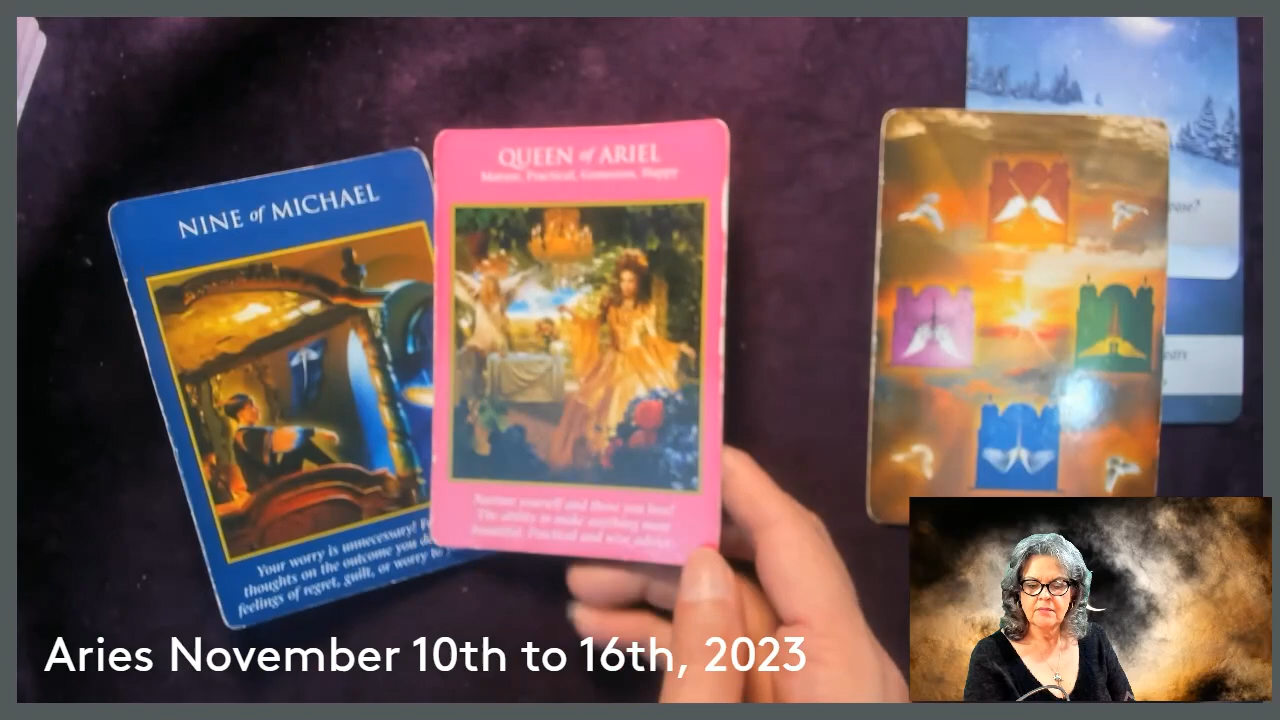 NINE of MICHAEL
Your worry is unnecessary!
thoughts on the outcome you
feelings of regret, guilt, or worry
QUEEN of ARIEL
Mature, Practical, Generous, Happy
Nurture yourself and those you love!
The ability to make anything more
beautiful. Practical and wise advice.
Aries November 10th to 16th, 2023